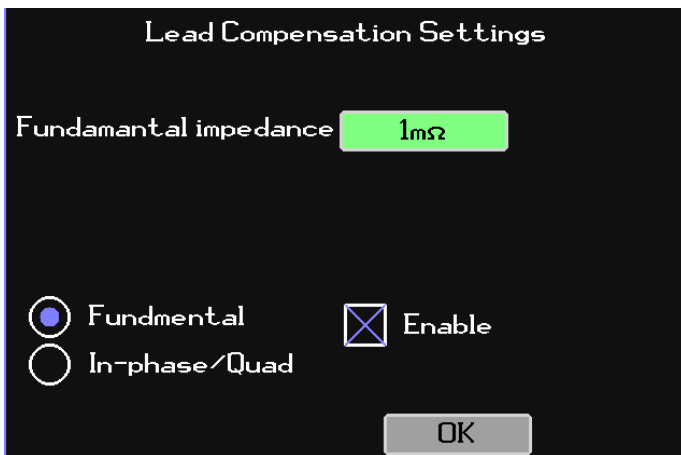 Lead Compensation Settings
Fundamantal impedance 1mΩ
Fundmental
Enable
In-phase/Quad
OK